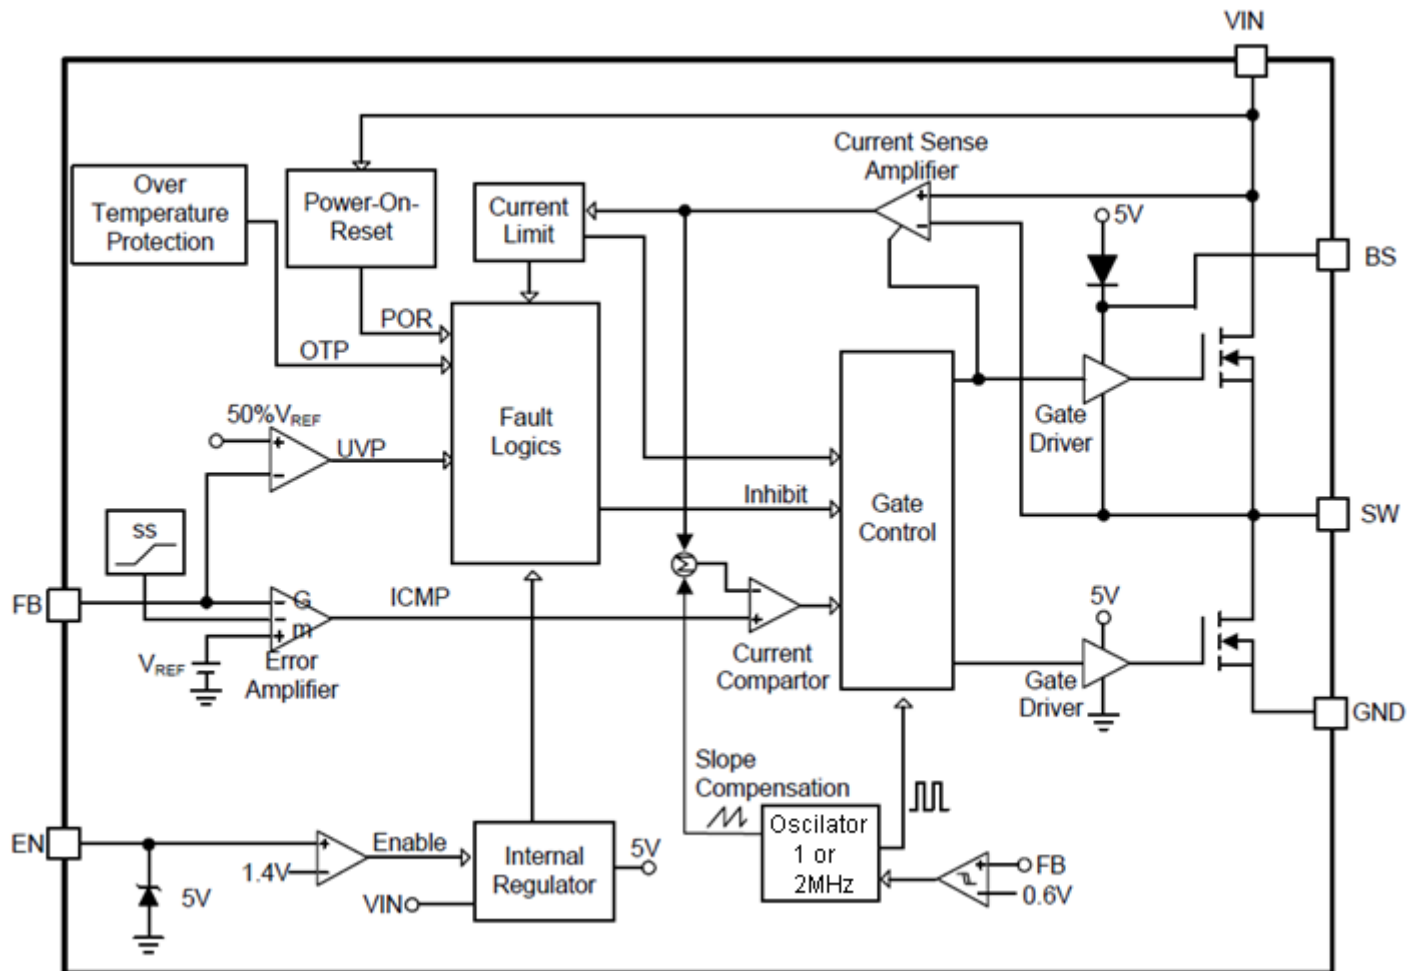 VIN
Current Sense
Amplifier
Over
Temperature
Protection
Power-On-
Reset
Current
Limit
+
-
5V
BS
POR
OTP
Fault
Logics
Gate
Driver
50%VREF
+
-
UVP
Inhibit
Gate
Control
SW
ss
Σ
FB
- G
-
+ m
ICMP
-
+
5V
VREF
Error
Amplifier
Current
Compartor
Gate
Driver
GND
Slope
Compensation
EN
+
-
1.4V
Enable
5V
VIN
Internal
Regulator
5V
Oscilator
1 or
2MHz
+
-
FB
0.6V